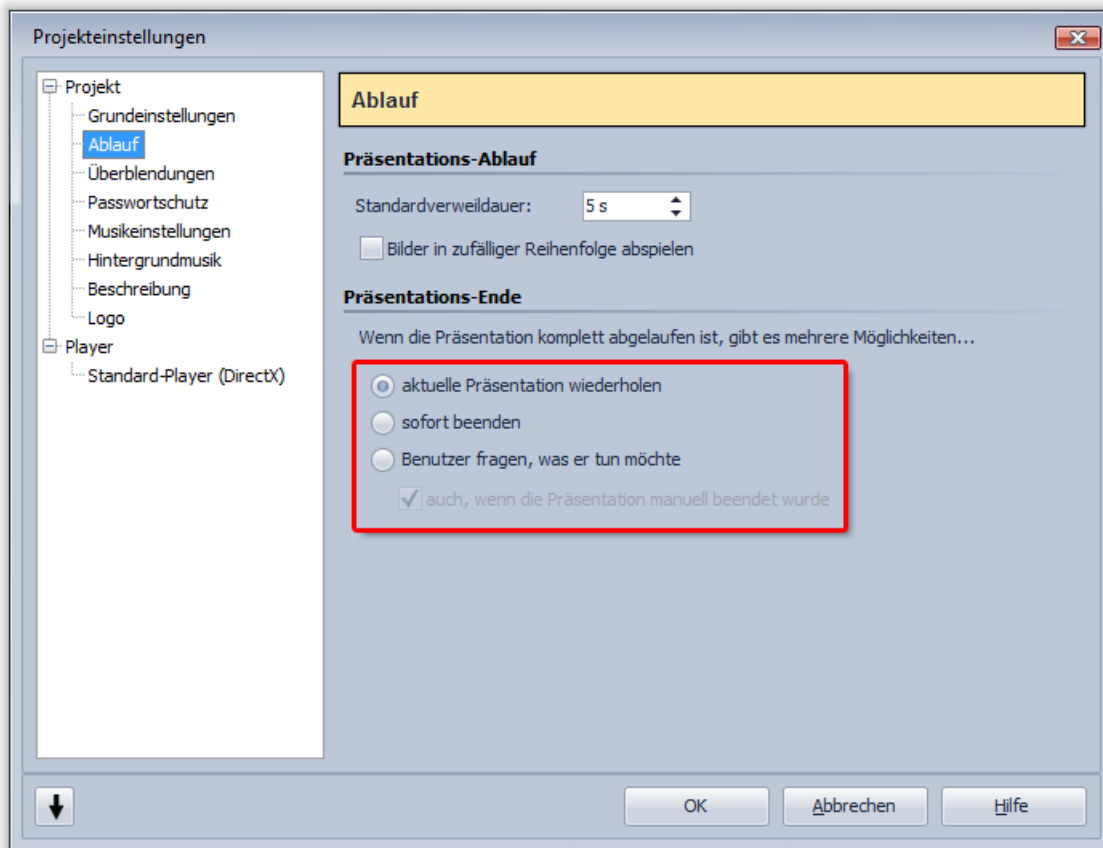 Projekteinstellungen
Projekt
Grundeinstellungen
Ablauf
Überblendungen
Passwortschutz
Musikeinstellungen
Hintergrundmusik
Beschreibung
Logo
Player
Standard-Player (DirectX)
Ablauf
Präsentations-Ablauf
Standardverweildauer: 5 s
Bilder in zufälliger Reihenfolge abspielen
Präsentations-Ende
Wenn die Präsentation komplett abgelaufen ist, gibt es mehrere Möglichkeiten...
aktuelle Präsentation wiederholen
sofort beenden
Benutzer fragen, was er tun möchte
auch, wenn die Präsentation manuell beendet wurde
OK Abbrechen Hilfe